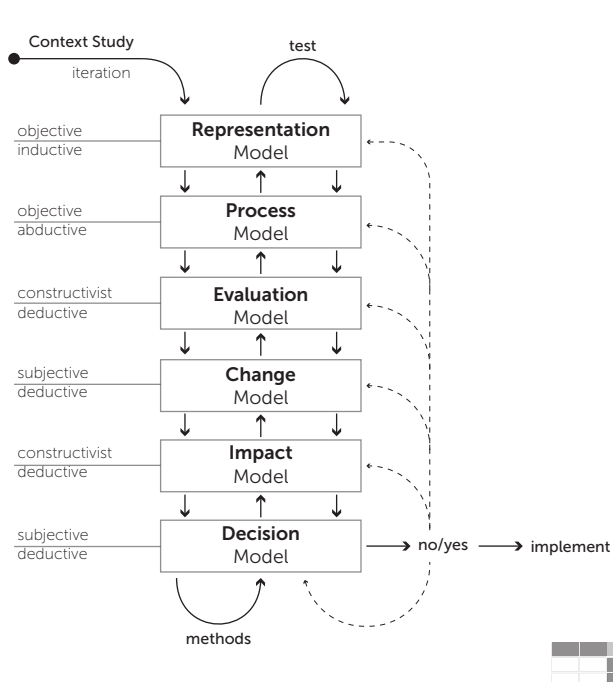 Context Study
test
iteration
objective
inductive
Representation
Model
objective
abductive
Process
Model
constructivist
deductive
Evaluation
Model
subjective
deductive
Change
Model
constructivist
deductive
Impact
Model
subjective
deductive
Decision
Model
no/yes
implement
methods